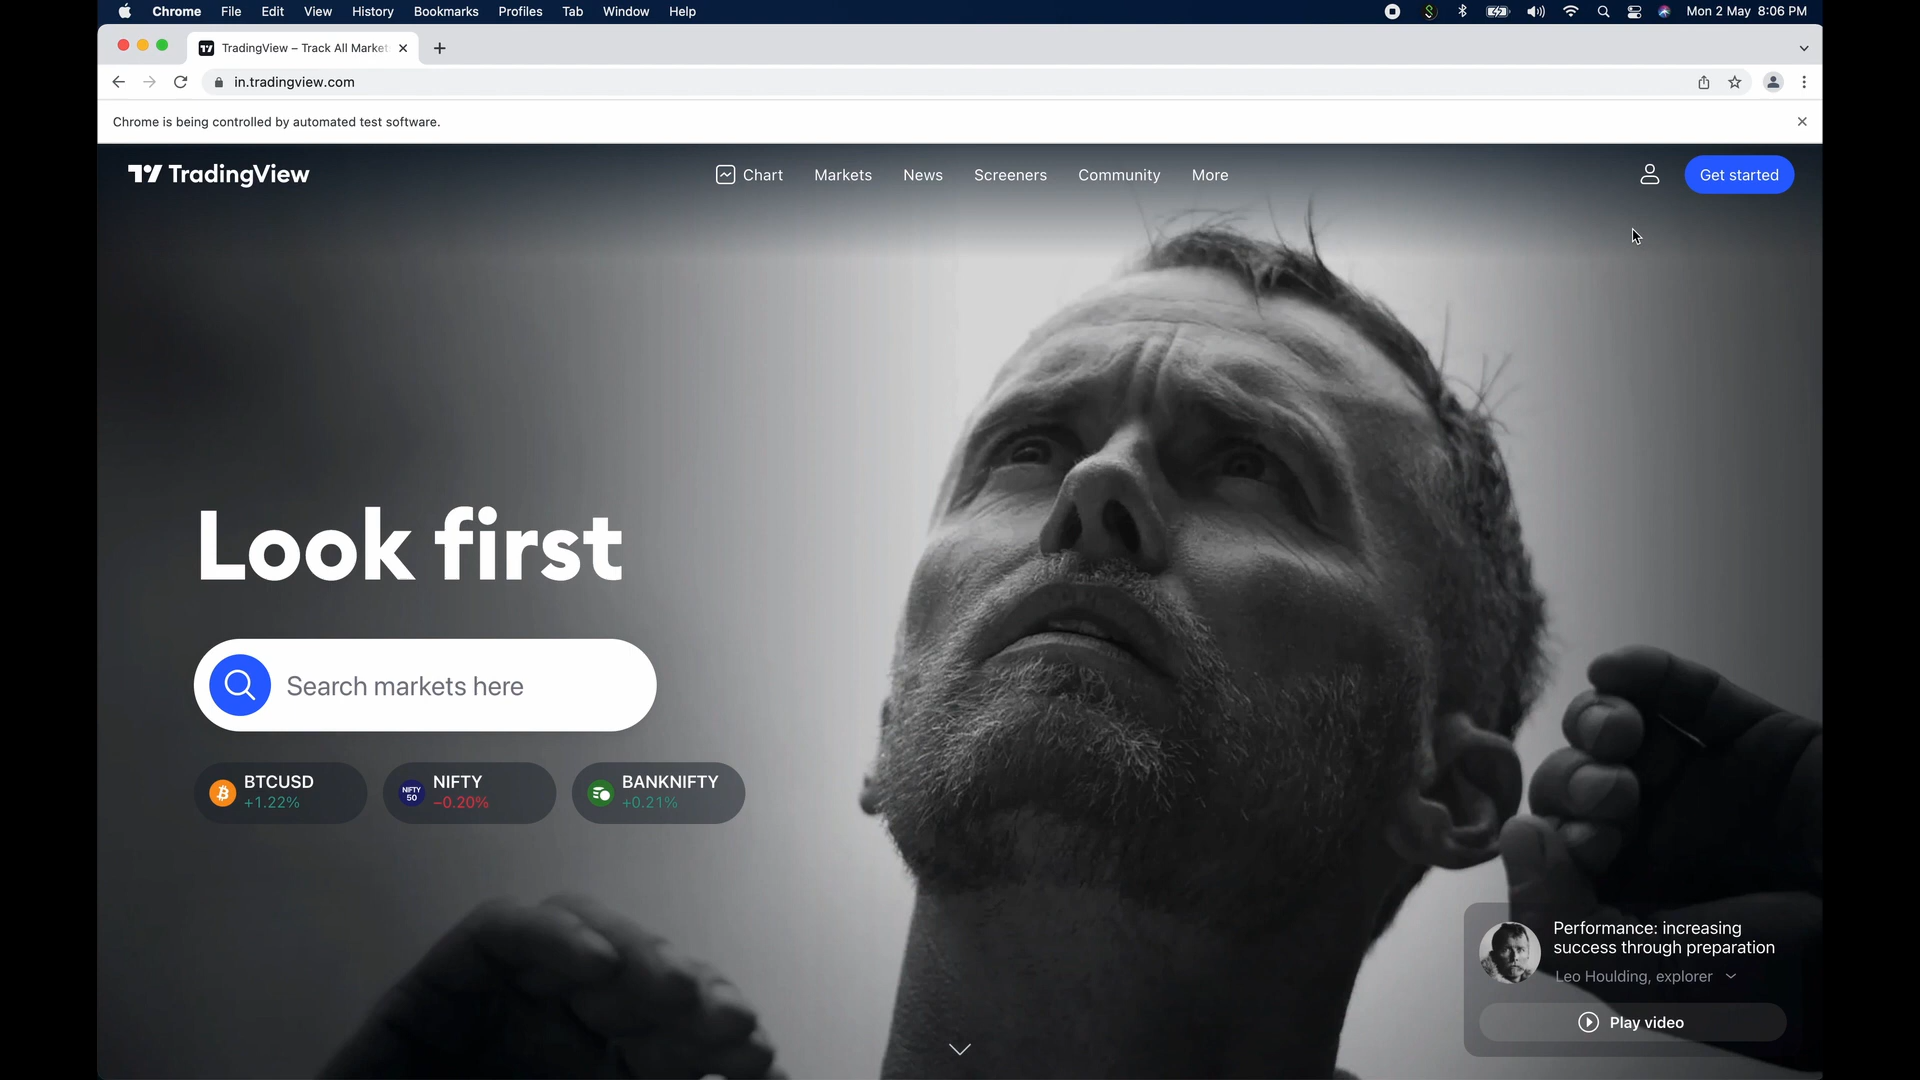 Chrome File Edit View History Bookmarks Profiles Tab Window Help Mon 2 May 8:06 PM
TradingView – Track All Market
in.tradingview.com
Chrome is being controlled by automated test software.
TradingView Chart Markets News Screeners Community More Get started
Look first
Search markets here
BTCUSD
+1.22%
NIFTY
50
NIFTY
−0.20%
BANKNIFTY
+0.21%
Performance: increasing
success through preparation
Leo Houlding, explorer
Play video